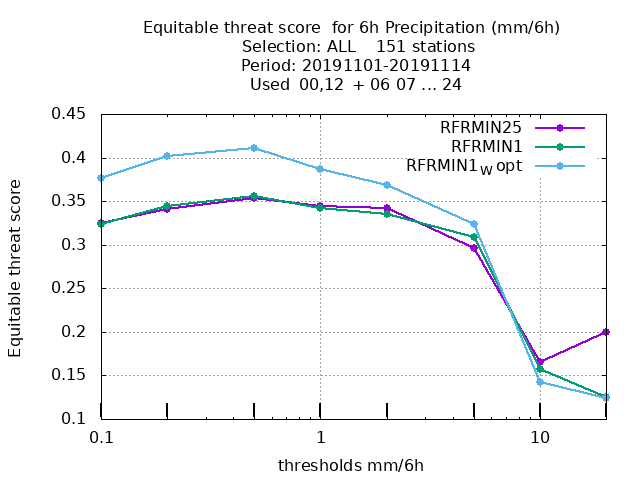 Equitable threat score  for 6h Precipitation (mm/6h)
Selection: ALL    151 stations
Period: 20191101-20191114
Used  00,12  + 06 07 ... 24
RFRMIN25
RFRMIN1
RFRMIN1W opt
0.45
0.4
0.35
0.3
0.25
0.2
0.15
0.1
Equitable threat score
0.1
1
10
thresholds mm/6h